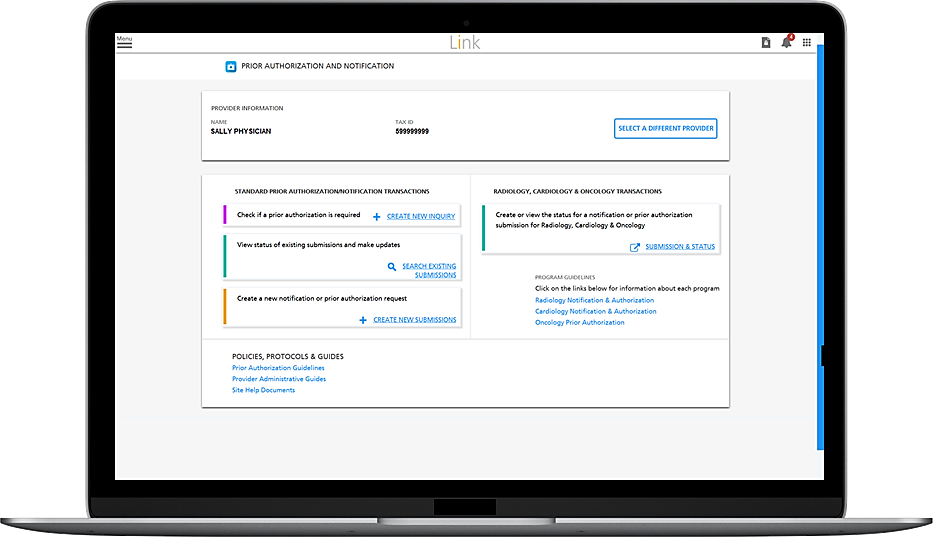 Menu
Link
4
PRIOR AUTHORIZATION AND NOTIFICATION
PROVIDER INFORMATION
NAME
SALLY PHYSICIAN
TAX ID
599999999
SELECT A DIFFERENT PROVIDER
STANDARD PRIOR AUTHORIZATION/NOTIFICATION TRANSACTIONS
Check if a prior authorization is required
CREATE NEW INQUIRY
View status of existing submissions and make updates
SEARCH EXISTING
SUBMISSIONS
Create a new notification or prior authorization request
CREATE NEW SUBMISSIONS
RADIOLOGY, CARDIOLOGY & ONCOLOGY TRANSACTIONS
Create or view the status for a notification or prior authorization
submission for Radiology, Cardiology & Oncology
SUBMISSION & STATUS
PROGRAM GUIDELINES
Click on the links below for information about each program
Radiology Notification & Authorization
Cardiology Notification & Authorization
Oncology Prior Authorization
POLICIES, PROTOCOLS & GUIDES
Prior Authorization Guidelines
Provider Administrative Guides
Site Help Documents